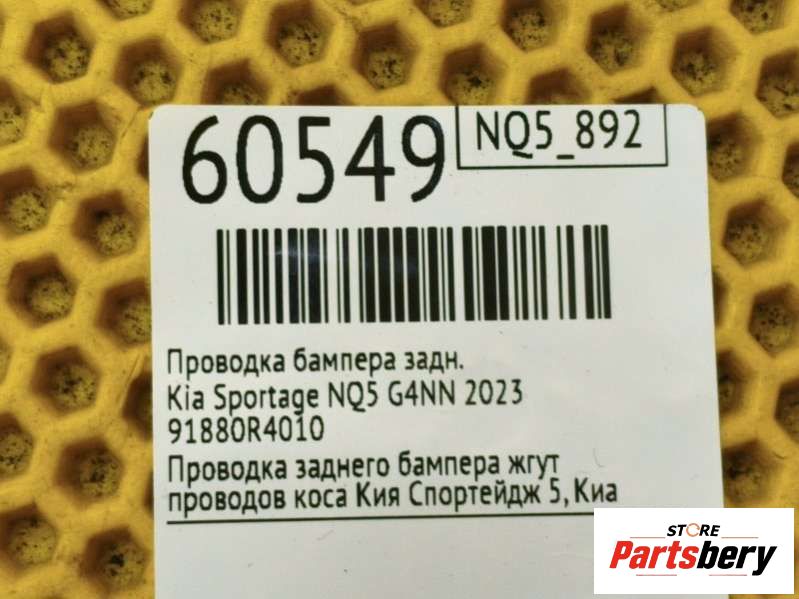 60549
NQ5_892
Проводка бампера задн.
Kia Sportage NQ5 G4NN 2023
91880R4010
Проводка заднего бампера жгут
проводов коса Кия Спортейдж 5, Киа
STORE
Partsbery